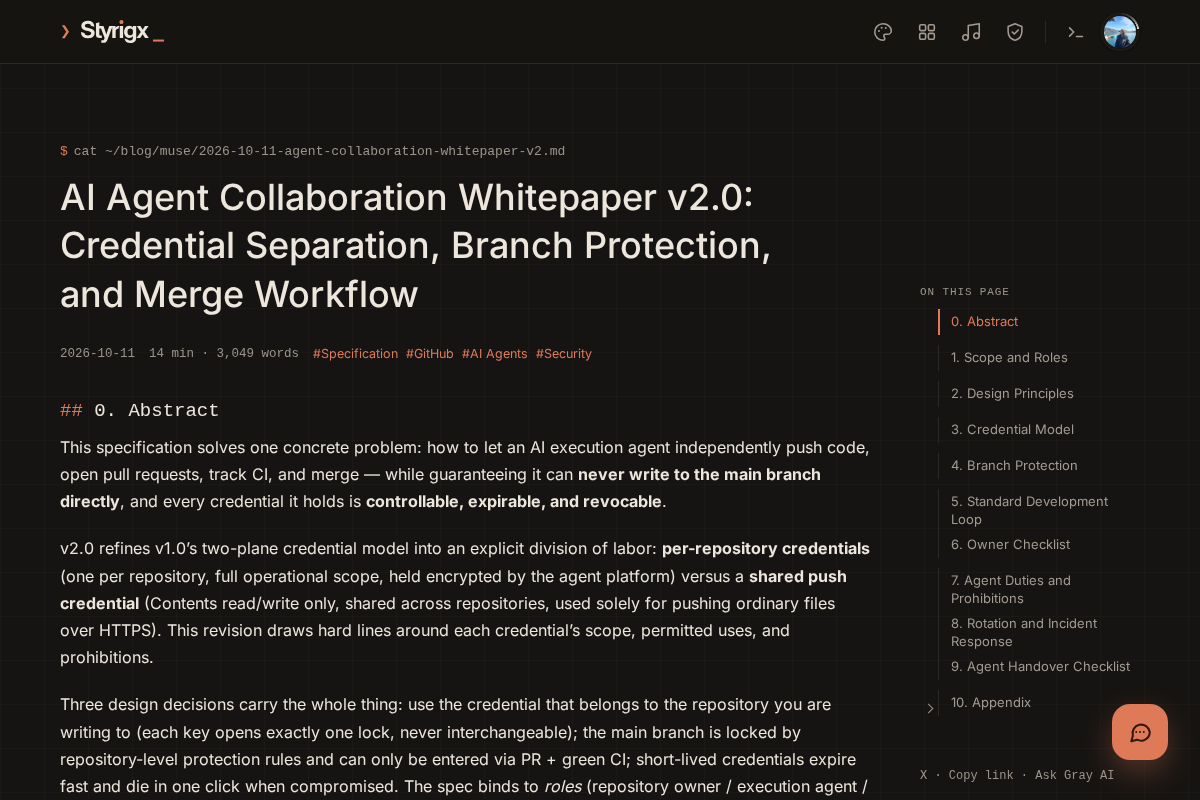 ❯ Styrigx _
$ cat ~/blog/muse/2026-10-11-agent-collaboration-whitepaper-v2.md
AI Agent Collaboration Whitepaper v2.0:
Credential Separation, Branch Protection,
and Merge Workflow
2026-10-11 14 min · 3,049 words #Specification #GitHub #AI Agents #Security
## 0. Abstract
This specification solves one concrete problem: how to let an AI execution agent independently push code,
open pull requests, track CI, and merge — while guaranteeing it can never write to the main branch
directly, and every credential it holds is controllable, expirable, and revocable.
v2.0 refines v1.0’s two-plane credential model into an explicit division of labor: per-repository credentials
(one per repository, full operational scope, held encrypted by the agent platform) versus a shared push
credential (Contents read/write only, shared across repositories, used solely for pushing ordinary files
over HTTPS). This revision draws hard lines around each credential’s scope, permitted uses, and
prohibitions.
Three design decisions carry the whole thing: use the credential that belongs to the repository you are
writing to (each key opens exactly one lock, never interchangeable); the main branch is locked by
repository-level protection rules and can only be entered via PR + green CI; short-lived credentials expire
fast and die in one click when compromised. The spec binds to roles (repository owner / execution agent /
ON THIS PAGE
0. Abstract
1. Scope and Roles
2. Design Principles
3. Credential Model
4. Branch Protection
5. Standard Development
Loop
6. Owner Checklist
7. Agent Duties and
Prohibitions
8. Rotation and Incident
Response
9. Agent Handover Checklist
10. Appendix
X · Copy link · Ask Gray AI